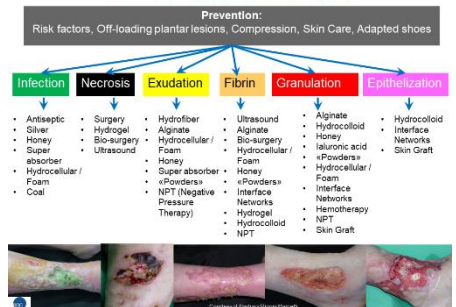 Prevention:
Risk factors, Off-loading plantar lesions, Compression, Skin Care, Adapted shoes
Infection
• Antiseptic
• Silver
• Honey
• Super
absorber
• Hydrocellular /
Foam
• Coal
Necrosis
• Surgery
• Hydrogel
• Bio-surgery
• Ultrasound
Exudation
• Hydrofiber
• Alginate
• Hydrocellular /
Foam
• Honey
• Super absorber
• «Powders»
• NPT (Negative
Pressure
Therapy)
Fibrin
• Ultrasound
• Alginate
• Bio-surgery
• Hydrocellular /
Foam
• Honey
• «Powders»
• Interface
Networks
• Hydrogel
• Hydrocolloid
• NPT
Granulation
• Alginate
• Hydrocolloid
• Honey
• Ialuronic acid
• «Powders»
• Hydrocellular /
Foam
• Interface
Networks
• Hemotherapy
• NPT
• Skin Graft
Epithelization
• Hydrocolloid
• Interface
Networks
• Skin Graft